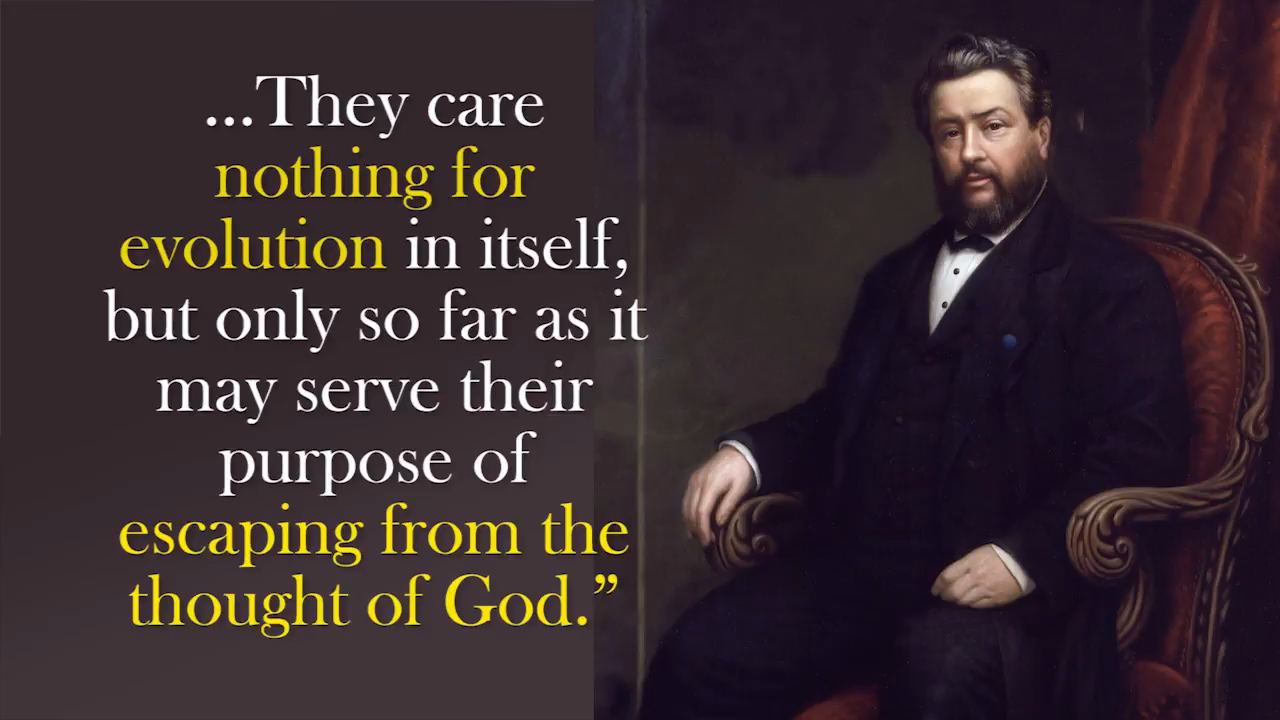 ...They care
nothing for
evolution in itself,
but only so far as it
may serve their
purpose of
escaping from the
thought of God.”